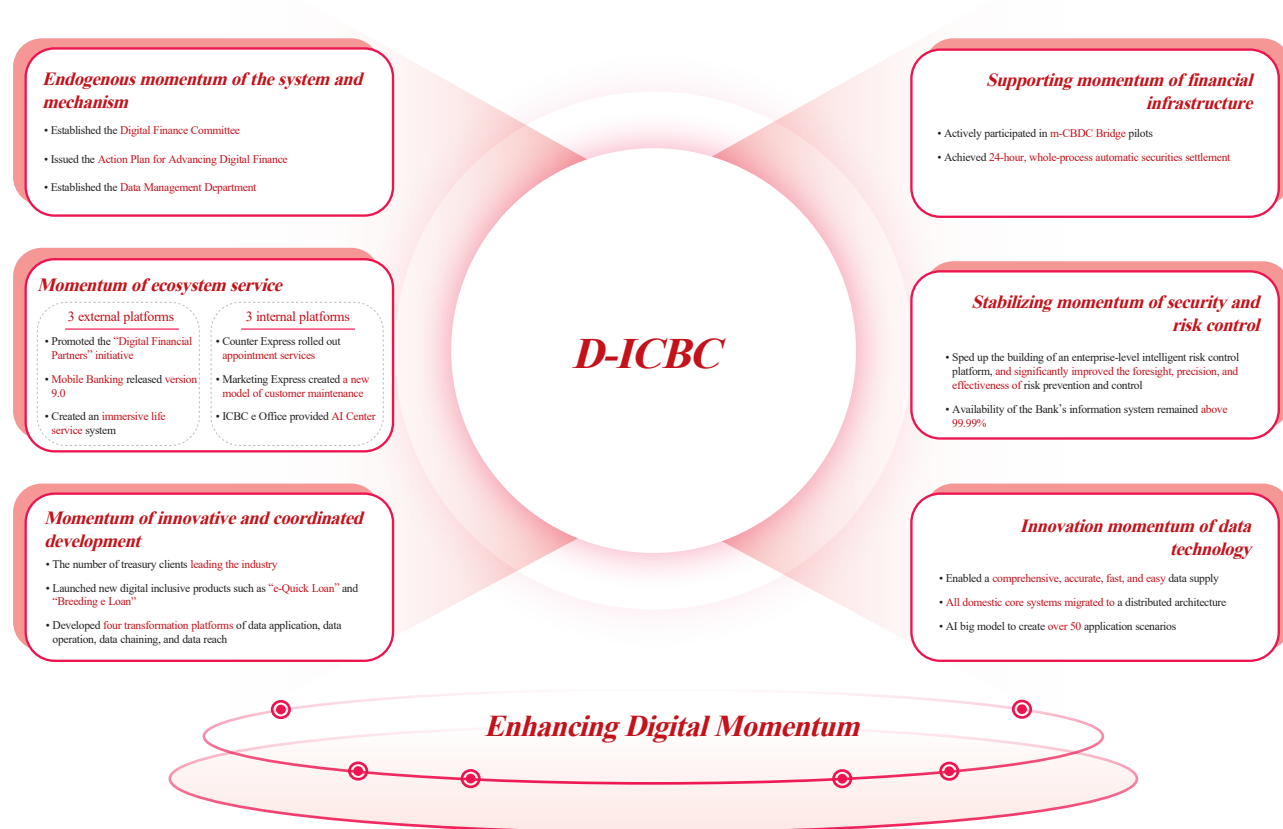 Endogenous momentum of the system and
mechanism
• Established the Digital Finance Committee
• Issued the Action Plan for Advancing Digital Finance
• Established the Data Management Department
Momentum of ecosystem service
3 external platforms
• Promoted the “Digital Financial
Partners” initiative
• Mobile Banking released version
9.0
• Created an immersive life
service system
3 internal platforms
• Counter Express rolled out
appointment services
• Marketing Express created a new
model of customer maintenance
• ICBC e Office provided AI Center
Momentum of innovative and coordinated
development
• The number of treasury clients leading the industry
• Launched new digital inclusive products such as “e-Quick Loan” and
“Breeding e Loan”
• Developed four transformation platforms of data application, data
operation, data chaining, and data reach
D-ICBC
Supporting momentum of financial
infrastructure
• Actively participated in m-CBDC Bridge pilots
• Achieved 24-hour, whole-process automatic securities settlement
Stabilizing momentum of security and
risk control
• Sped up the building of an enterprise-level intelligent risk control
platform, and significantly improved the foresight, precision, and
effectiveness of risk prevention and control
• Availability of the Bank’s information system remained above
99.99%
Innovation momentum of data
technology
• Enabled a comprehensive, accurate, fast, and easy data supply
• All domestic core systems migrated to a distributed architecture
• AI big model to create over 50 application scenarios
Enhancing Digital Momentum